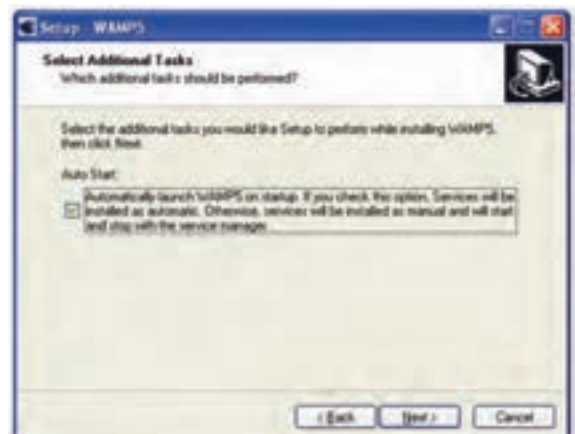 Setup - WAMP5
Select Additional Tasks
Which additional tasks should be performed?
Select the additional tasks you would like Setup to perform while installing WAMP5,
then click Next.
Auto Start:
Automatically launch WAMP5 on startup. If you check this option, Services will be
installed as automatic. Otherwise, services will be installed as manual and will start
and stop with the service manager
< Back
Next >
Cancel